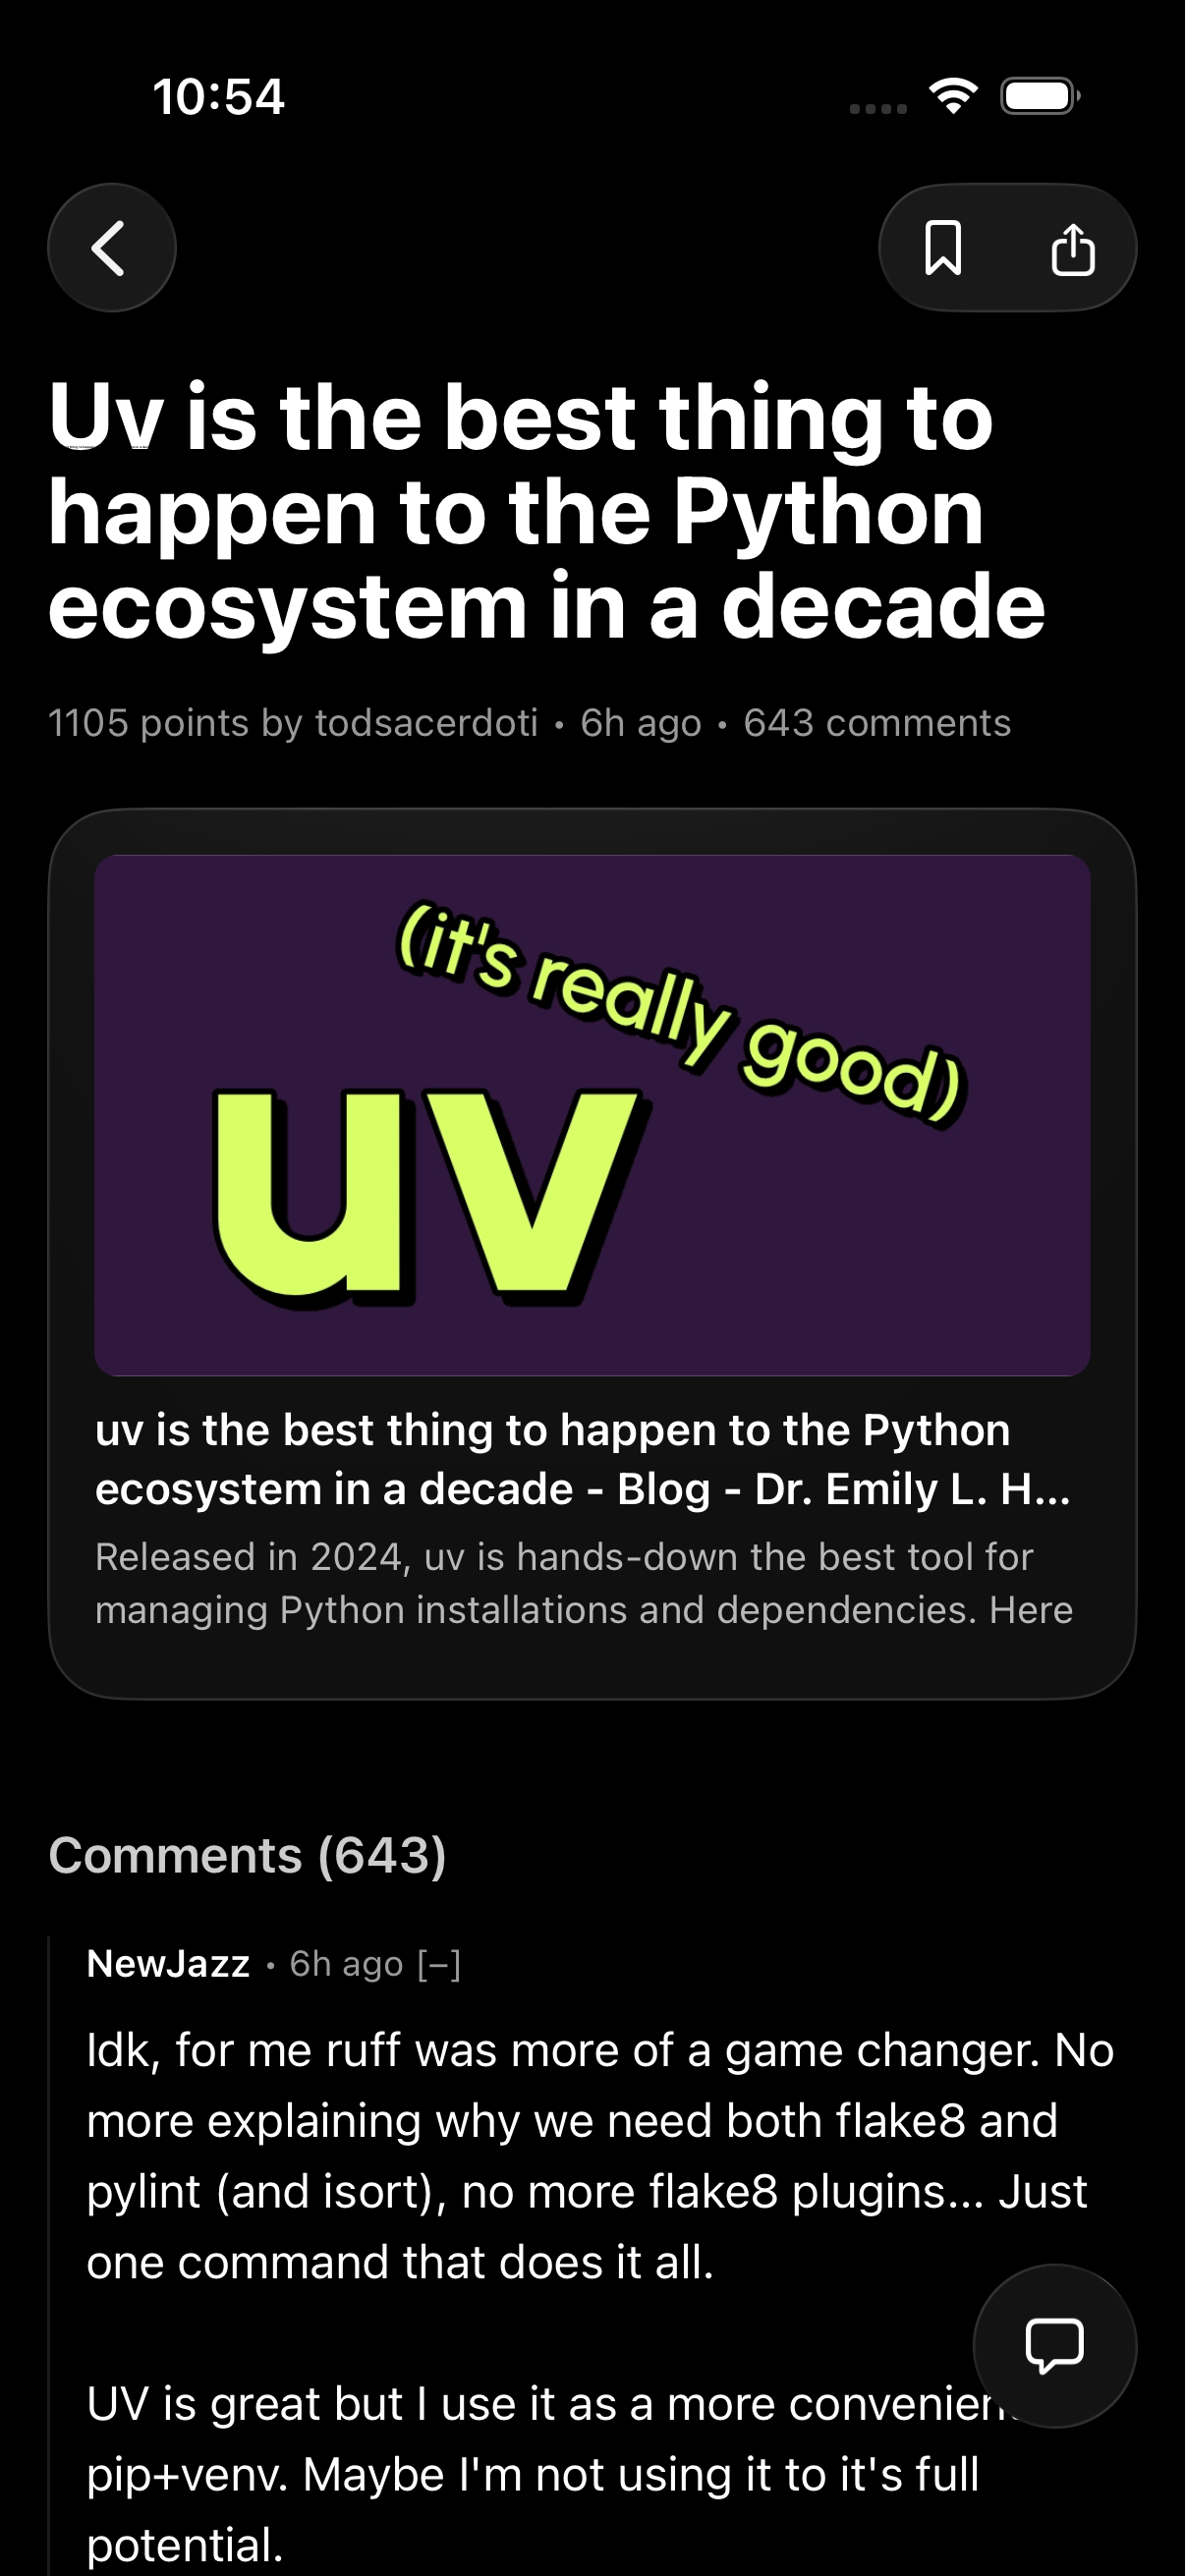 10:54
Uv is the best thing to
happen to the Python
ecosystem in a decade
1105 points by todsacerdoti • 6h ago • 643 comments
(it's really good)
uv
uv is the best thing to happen to the Python
ecosystem in a decade - Blog - Dr. Emily L. H...
Released in 2024, uv is hands-down the best tool for
managing Python installations and dependencies. Here
Comments (643)
NewJazz • 6h ago [–]
Idk, for me ruff was more of a game changer. No
more explaining why we need both flake8 and
pylint (and isort), no more flake8 plugins... Just
one command that does it all.
UV is great but I use it as a more convenient
pip+venv. Maybe I'm not using it to it's full
potential.